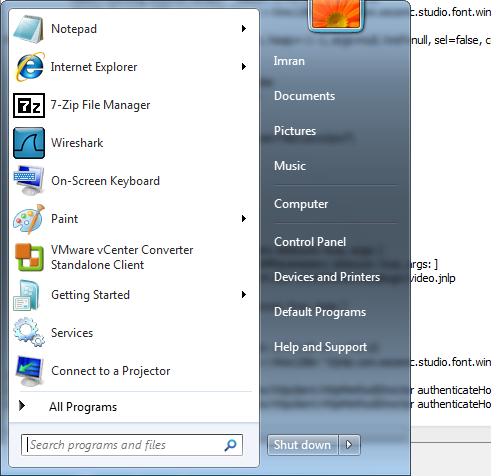 Notepad
Internet Explorer
7-Zip File Manager
Wireshark
On-Screen Keyboard
Paint
VMware vCenter Converter
Standalone Client
Getting Started
Services
Connect to a Projector
All Programs
Search programs and files
Imran
Documents
Pictures
Music
Computer
Control Panel
Devices and Printers
Default Programs
Help and Support
Shut down
.studio.font.win
null, sel=false, c
args: ]
video.jnlp
.studio.font.win
r authenticateHo
r authenticateHo